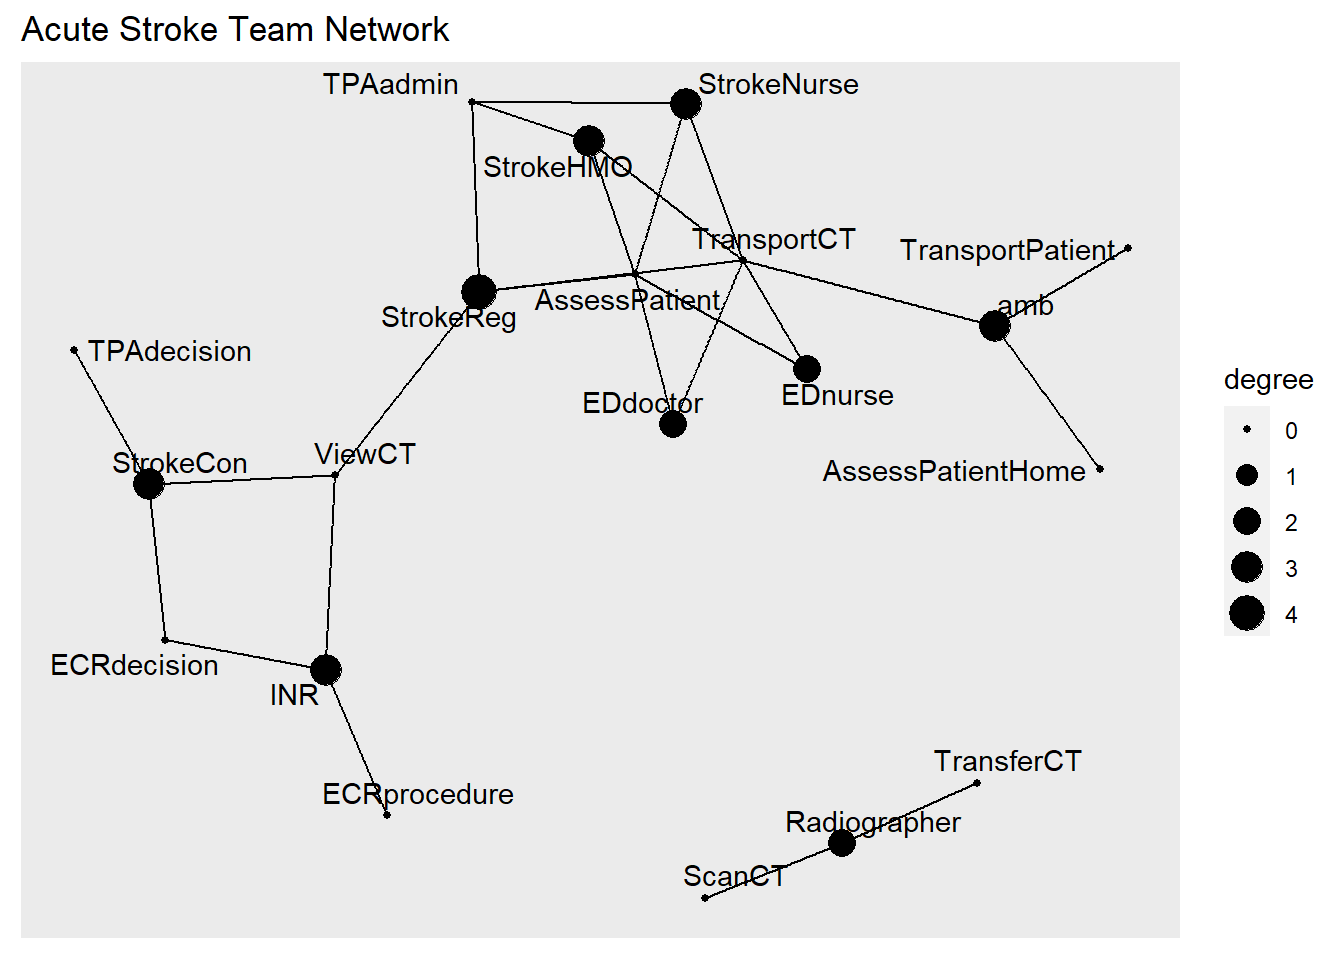 Acute Stroke Team Network
TPAadmin
StrokeNurse
StrokeHMO
TransportCT
TransportPatient
AssessPatient
amb
StrokeReg
TPAdecision
EDnurse
EDdoctor
ViewCT
StrokeCon
AssessPatientHome
ECRdecision
INR
ECRprocedure
TransferCT
Radiographer
ScanCT
degree
0
1
2
3
4